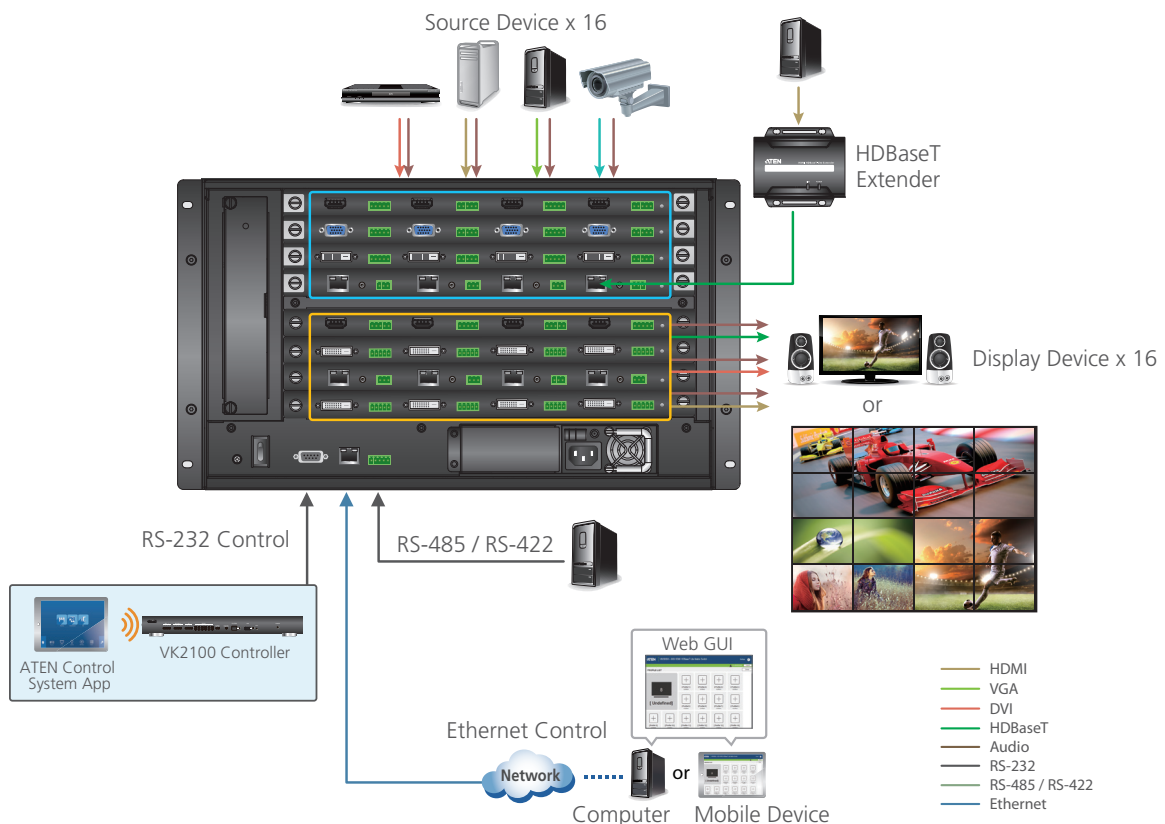 Source Device x 16
HDBaseT
Extender
ATEN
Display Device x 16
or
RS-232 Control
RS-485 / RS-422
ATEN Control
System App
VK2100 Controller
Web GUI
ATEN
[ Undefined]
Ethernet Control
Network
or
Computer
Mobile Device
HDMI
VGA
DVI
HDBaseT
Audio
RS-232
RS-485 / RS-422
Ethernet